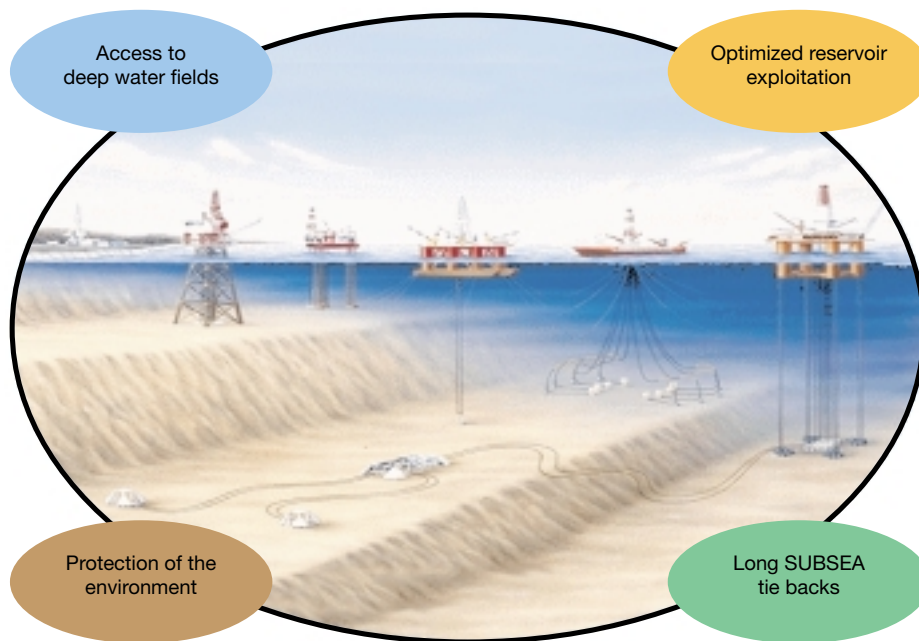 Access to
deep water fields
Optimized reservoir
exploitation
Protection of the
environment
Long SUBSEA
tie backs